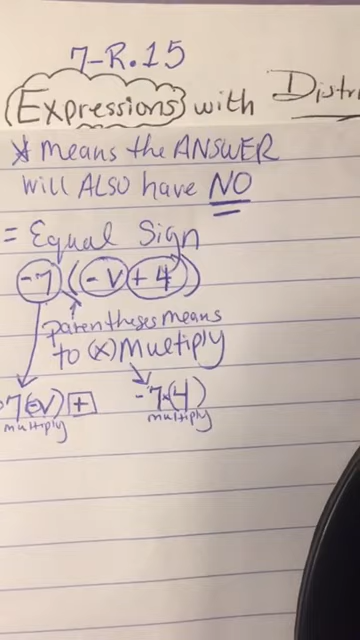 7-R.15
(Expressions) with Distri
* means the ANSWER
will ALSO have NO
= Equal Sign
-7 (-v + 4)
parentheses means
to (x) Multiply
-7(-v) + -7(4)
multiply multiply